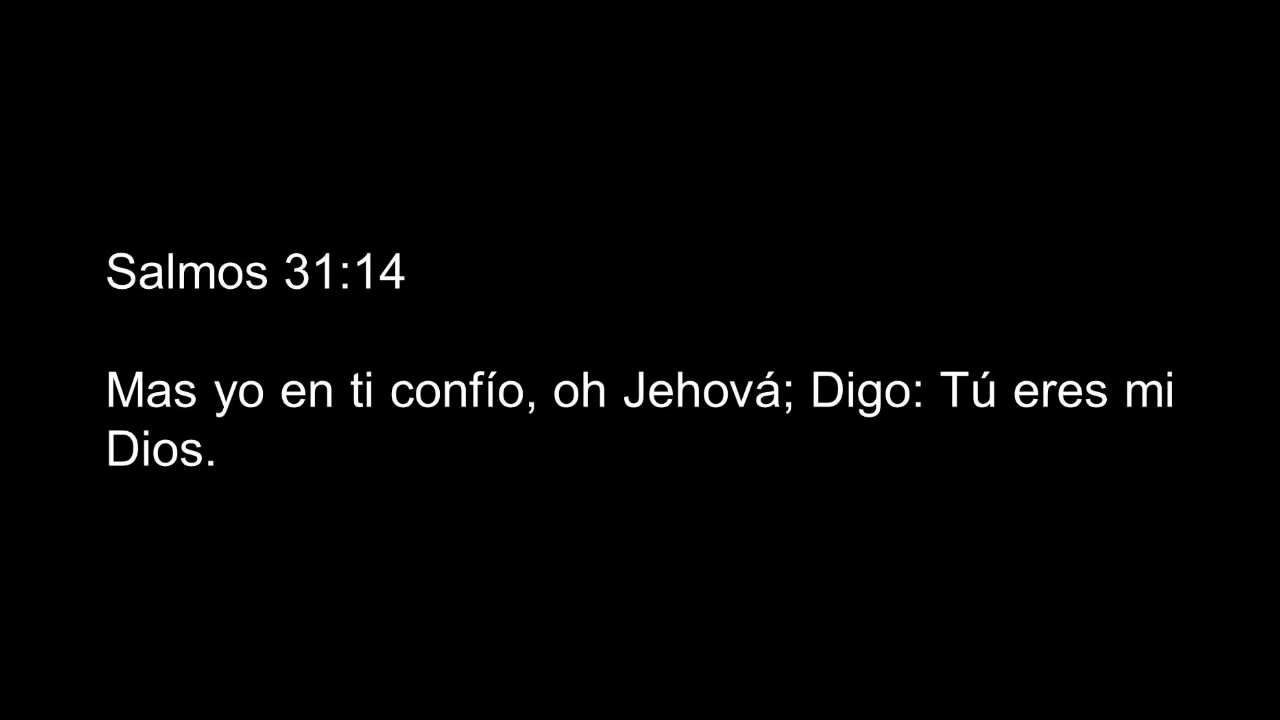 Salmos 31:14
Mas yo en ti confío, oh Jehová; Digo: Tú eres mi
Dios.